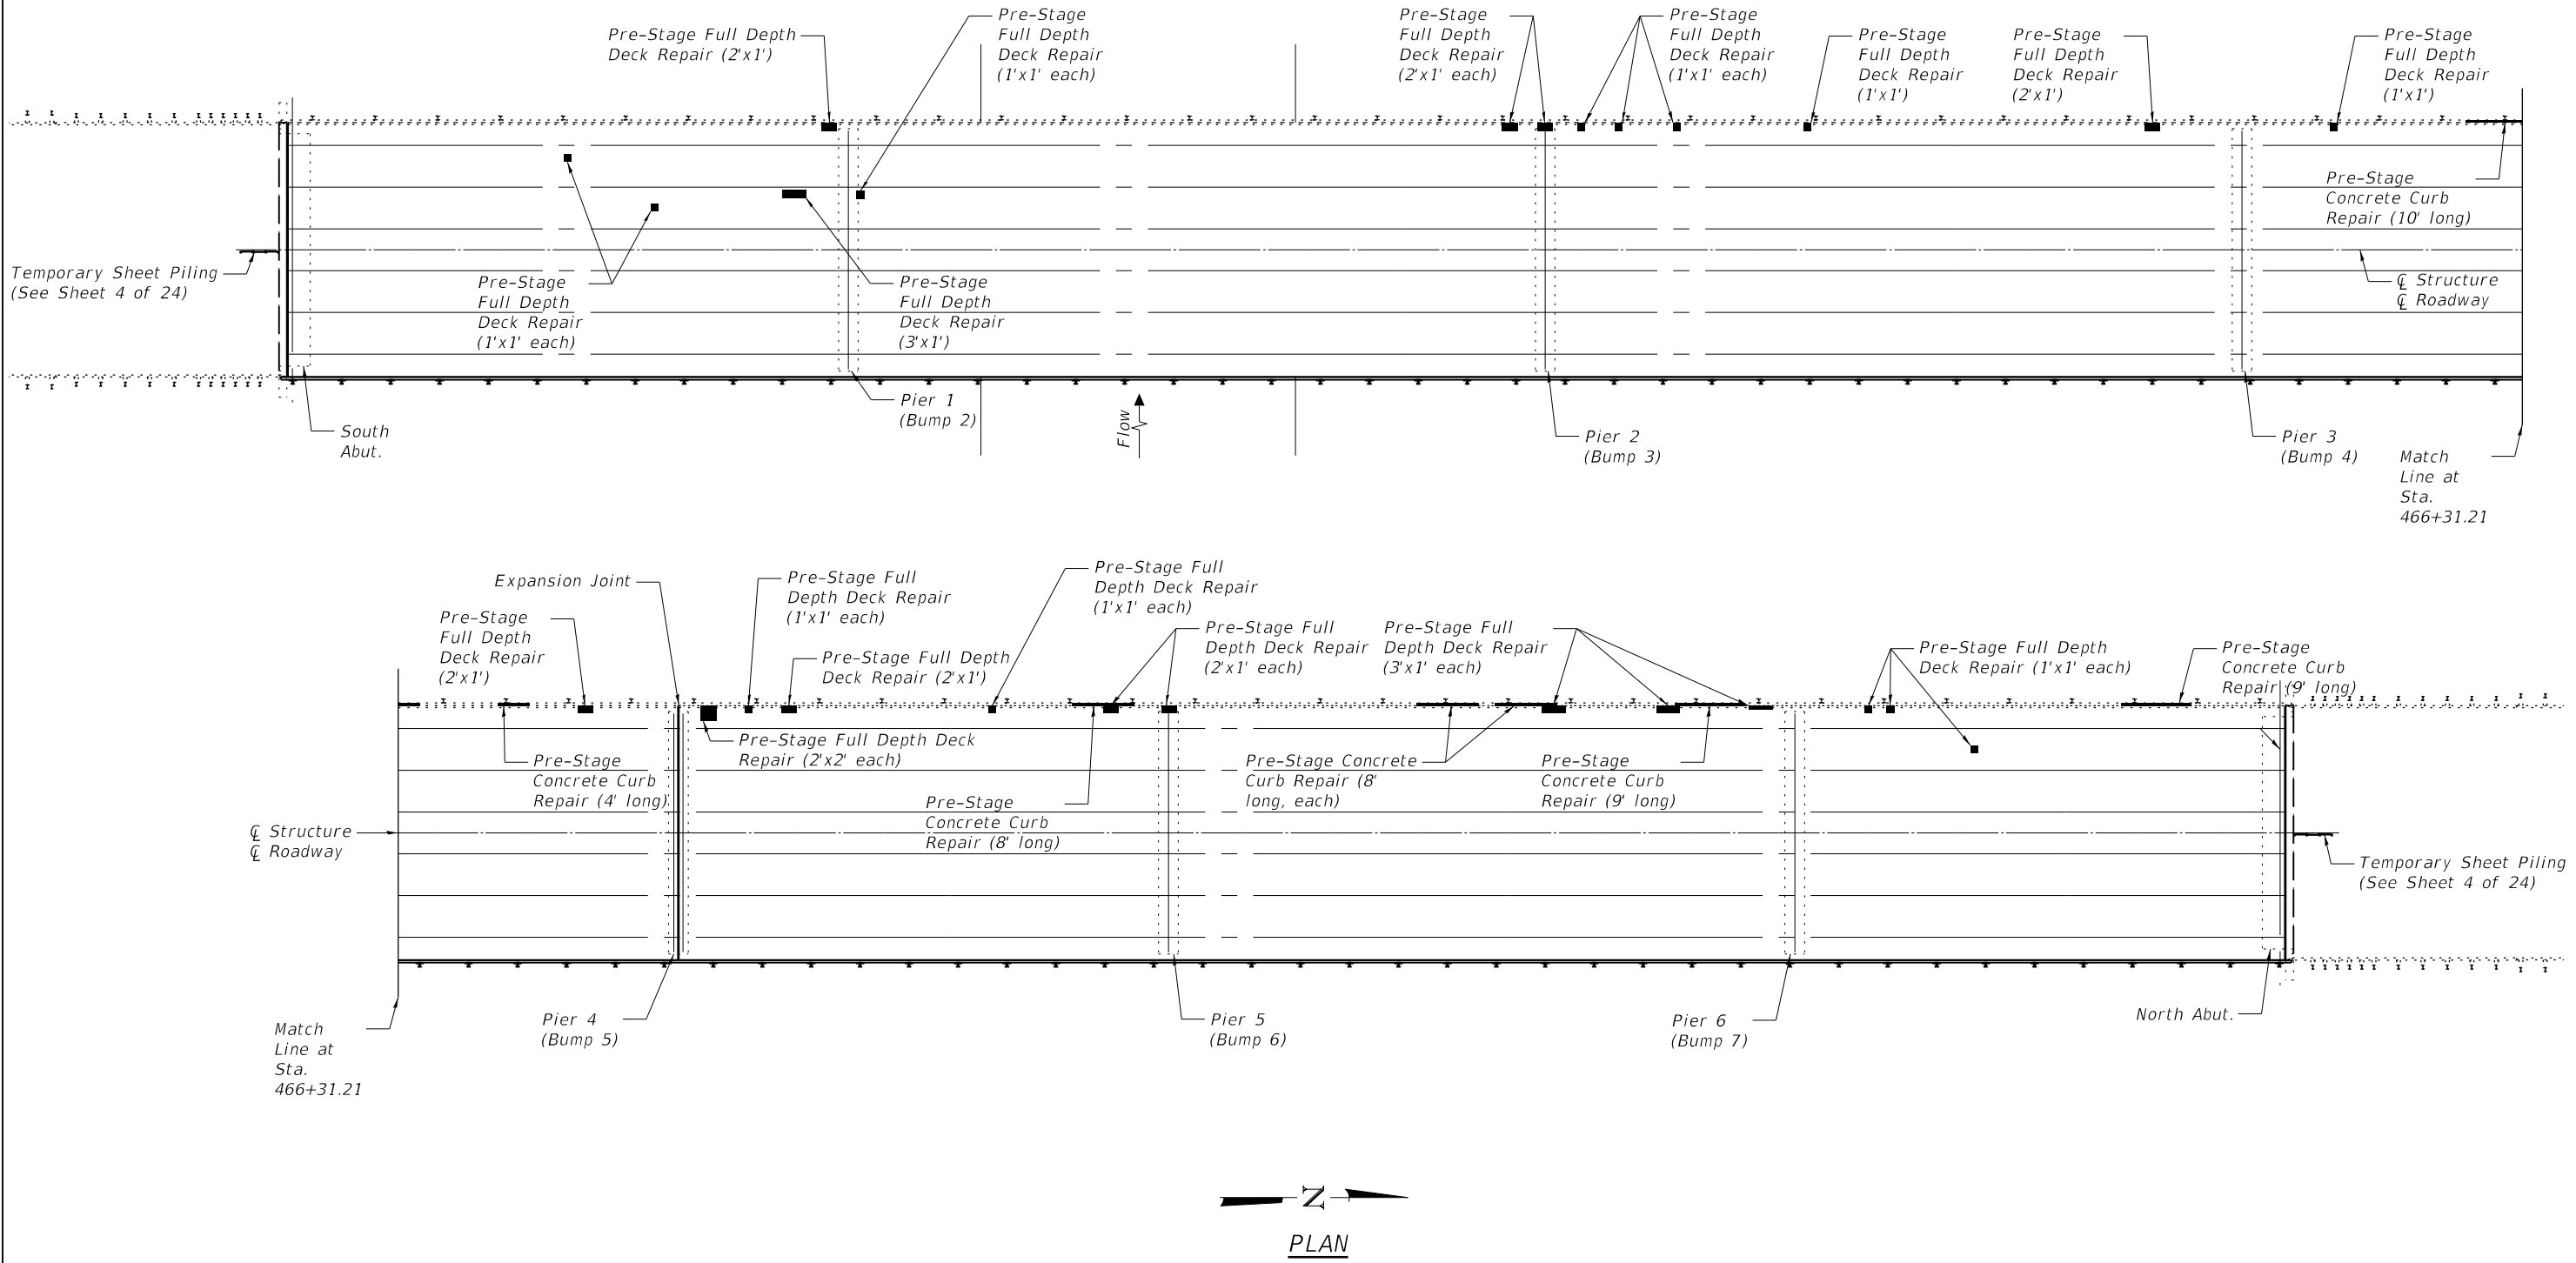 Pre-Stage Full Depth
Deck Repair (2'x1')
Pre-Stage
Full Depth
Deck Repair
(1'x1' each)
Pre-Stage
Full Depth
Deck Repair
(2'x1' each)
Pre-Stage
Full Depth
Deck Repair
(1'x1' each)
Pre-Stage
Full Depth
Deck Repair
(1'x1')
Pre-Stage
Full Depth
Deck Repair
(2'x1')
Pre-Stage
Full Depth
Deck Repair
(1'x1')
Pre-Stage
Concrete Curb
Repair (10' long)
Temporary Sheet Piling
(See Sheet 4 of 24)
Pre-Stage
Full Depth
Deck Repair
(1'x1' each)
Pre-Stage
Full Depth
Deck Repair
(3'x1')
℄ Structure
℄ Roadway
South
Abut.
Pier 1
(Bump 2)
Flow
Pier 2
(Bump 3)
Pier 3
(Bump 4)
Match
Line at
Sta.
466+31.21
Expansion Joint
Pre-Stage
Full Depth
Deck Repair
(2'x1')
Pre-Stage Full
Depth Deck Repair
(1'x1' each)
Pre-Stage Full Depth
Deck Repair (2'x1')
Pre-Stage Full
Depth Deck Repair
(1'x1' each)
Pre-Stage Full
Depth Deck Repair
(2'x1' each)
Pre-Stage Full
Depth Deck Repair
(3'x1' each)
Pre-Stage Full Depth
Deck Repair (1'x1' each)
Pre-Stage
Concrete Curb
Repair (9' long)
Pre-Stage
Concrete Curb
Repair (4' long)
Pre-Stage Full Depth Deck
Repair (2'x2' each)
Pre-Stage
Concrete Curb
Repair (8' long)
Pre-Stage Concrete
Curb Repair (8'
long, each)
Pre-Stage
Concrete Curb
Repair (9' long)
℄ Structure
℄ Roadway
Temporary Sheet Piling
(See Sheet 4 of 24)
Match
Line at
Sta.
466+31.21
Pier 4
(Bump 5)
Pier 5
(Bump 6)
Pier 6
(Bump 7)
North Abut.
N
PLAN